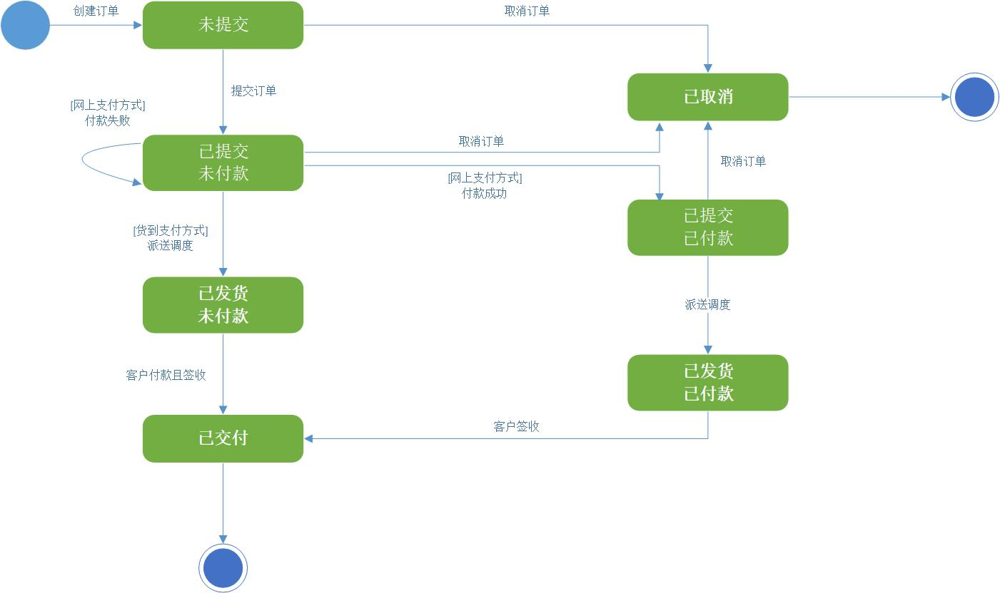 创建订单
未提交
取消订单
提交订单
已取消
[网上支付方式]
付款失败
已提交
未付款
取消订单
[网上支付方式]
付款成功
取消订单
已提交
已付款
[货到支付方式]
派送调度
已发货
未付款
派送调度
客户付款且签收
已发货
已付款
已交付
客户签收